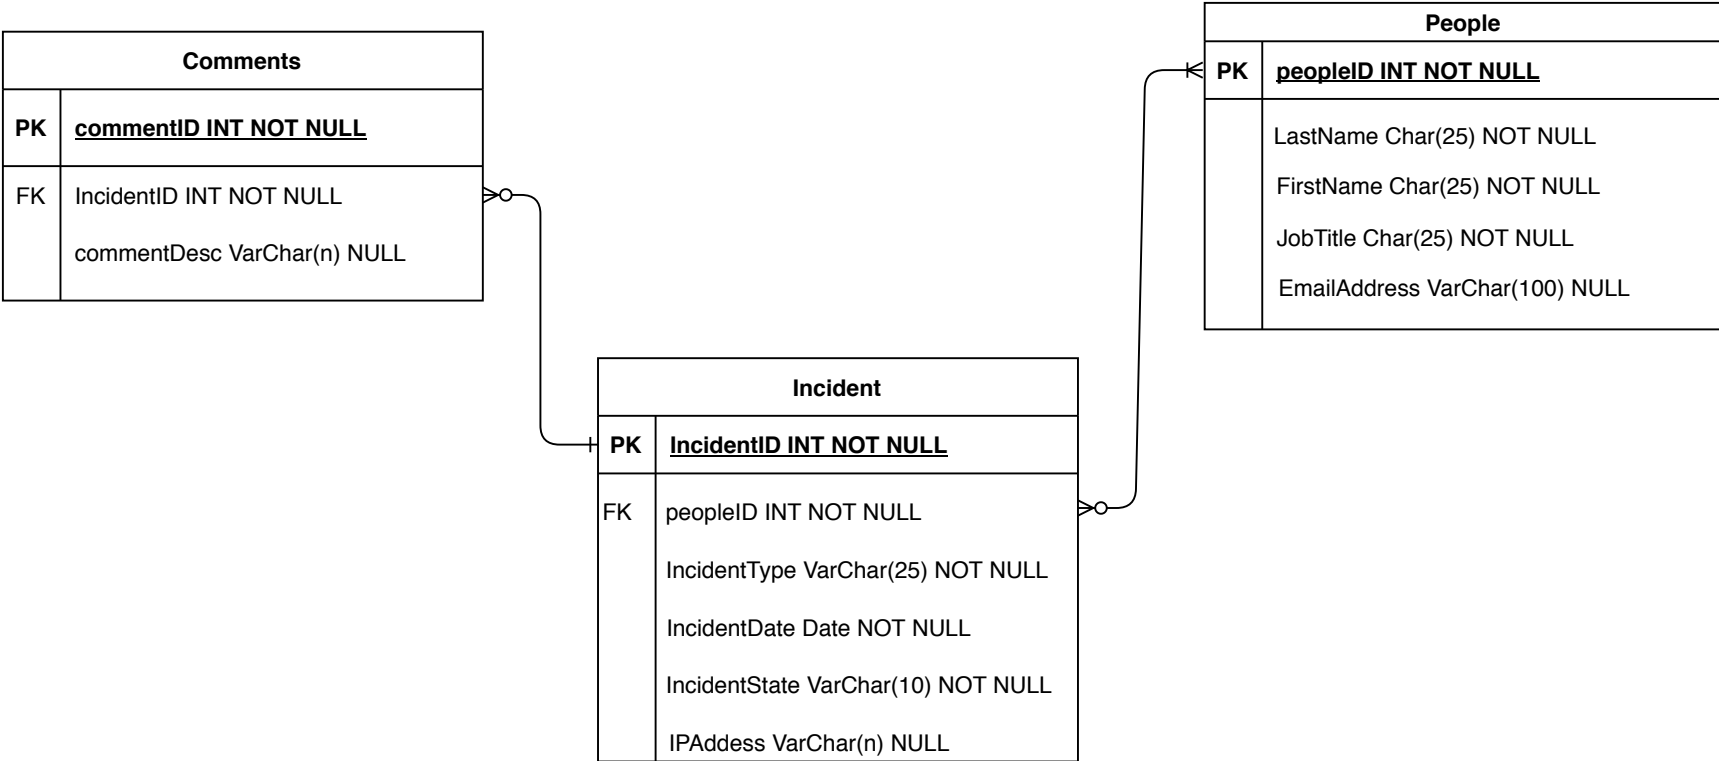 Comments
PK commentID INT NOT NULL
FK IncidentID INT NOT NULL
commentDesc VarChar(n) NULL
People
PK peopleID INT NOT NULL
LastName Char(25) NOT NULL
FirstName Char(25) NOT NULL
JobTitle Char(25) NOT NULL
EmailAddress VarChar(100) NULL
Incident
PK IncidentID INT NOT NULL
FK peopleID INT NOT NULL
IncidentType VarChar(25) NOT NULL
IncidentDate Date NOT NULL
IncidentState VarChar(10) NOT NULL
IPAddess VarChar(n) NULL